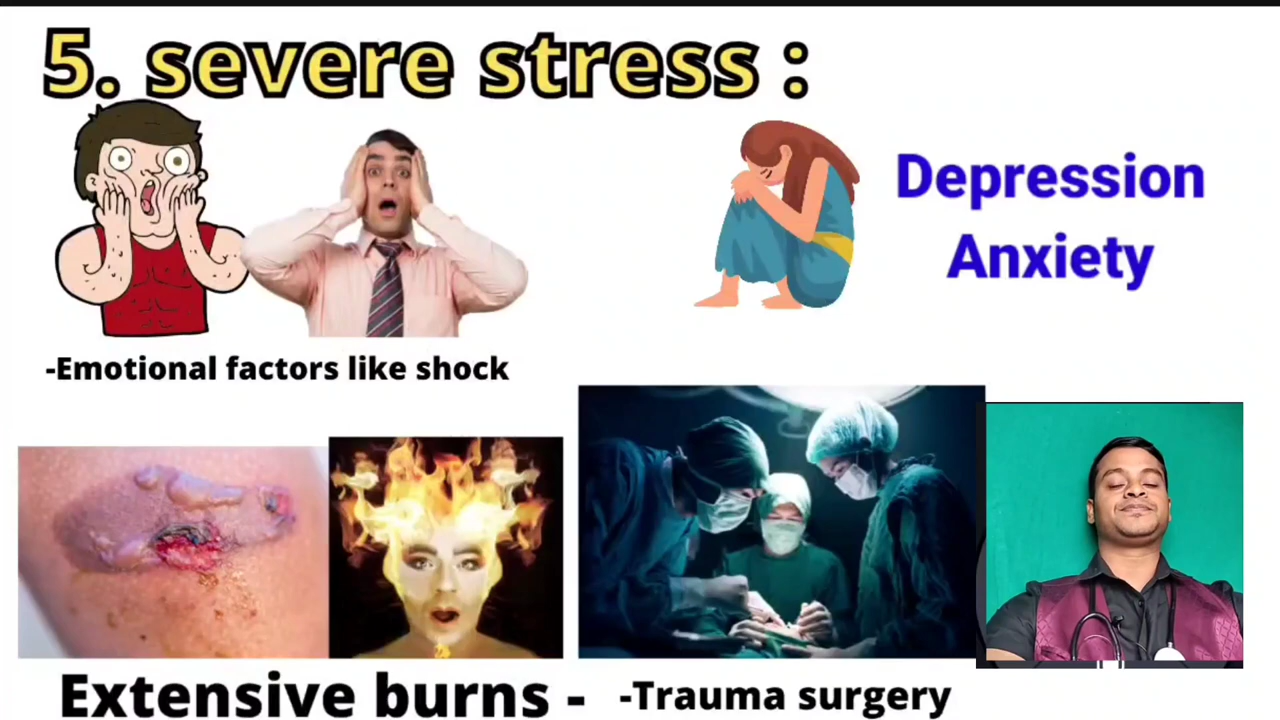 5. severe stress :
Depression
Anxiety
-Emotional factors like shock
Extensive burns -
-Trauma surgery